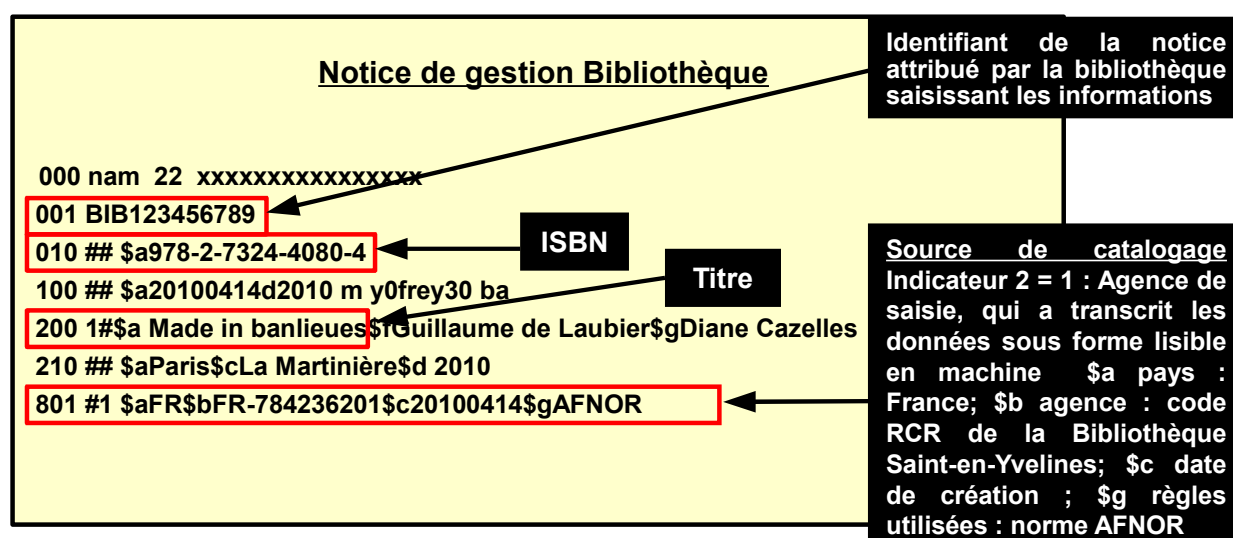 Notice de gestion Bibliothèque
Identifiant de la notice
attribué par la bibliothèque
saisissant les informations
000 nam 22 xxxxxxxxxxxxxxxx
001 BIB123456789
010 ## $a978-2-7324-4080-4
ISBN
100 ## $a20100414d2010 m y0frey30 ba
Titre
200 1#$a Made in banlieues$fGuillaume de Laubier$gDiane Cazelles
210 ## $aParis$cLa Martinière$d 2010
801 #1 $aFR$bFR-784236201$c20100414$gAFNOR
Source de catalogage
Indicateur 2 = 1 : Agence de
saisie, qui a transcrit les
données sous forme lisible
en machine $a pays :
France; $b agence : code
RCR de la Bibliothèque
Saint-en-Yvelines; $c date
de création ; $g règles
utilisées : norme AFNOR